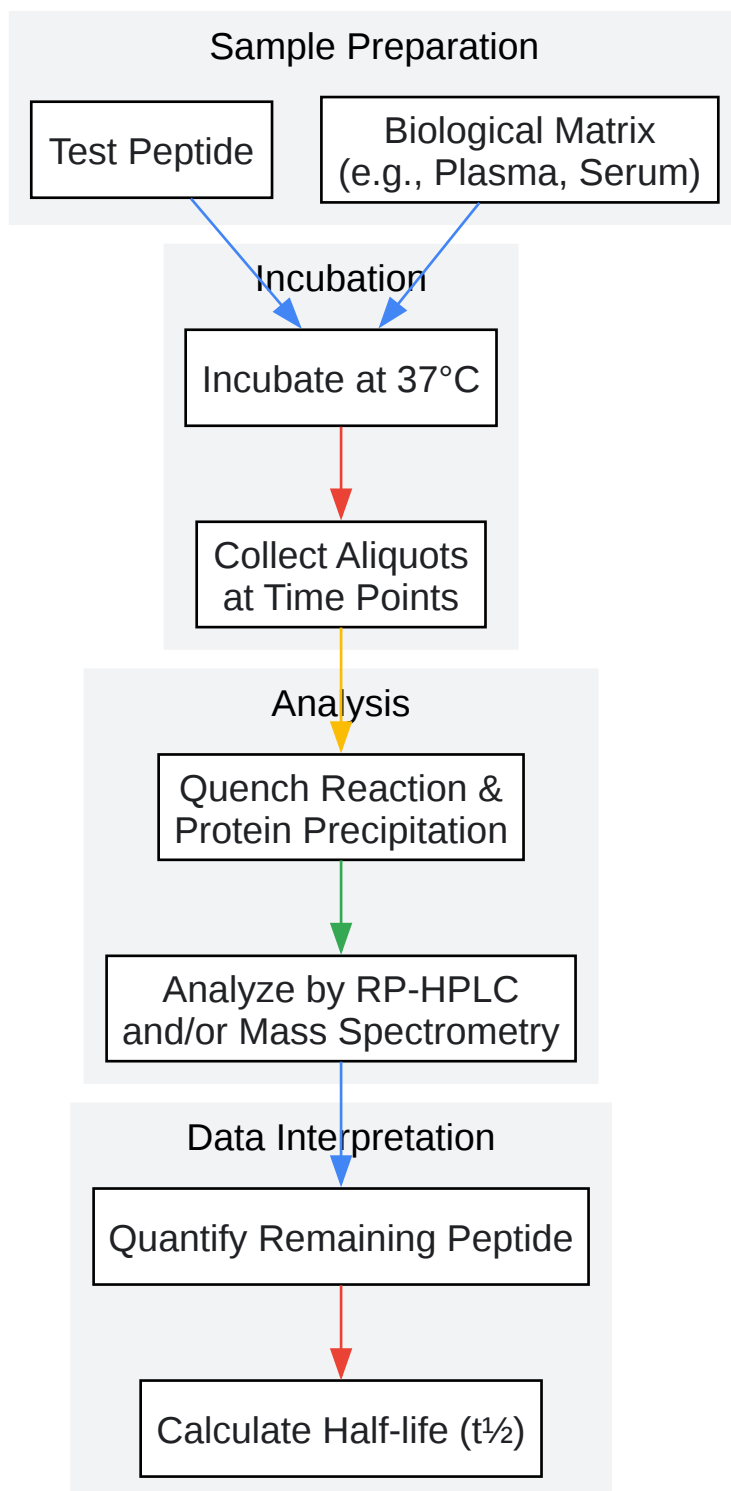 Sample Preparation
Test Peptide
Biological Matrix
(e.g., Plasma, Serum)
Incubation
Incubate at 37°C
Collect Aliquots
at Time Points
Analysis
Quench Reaction &
Protein Precipitation
Analyze by RP-HPLC
and/or Mass Spectrometry
Data Interpretation
Quantify Remaining Peptide
Calculate Half-life (t½)